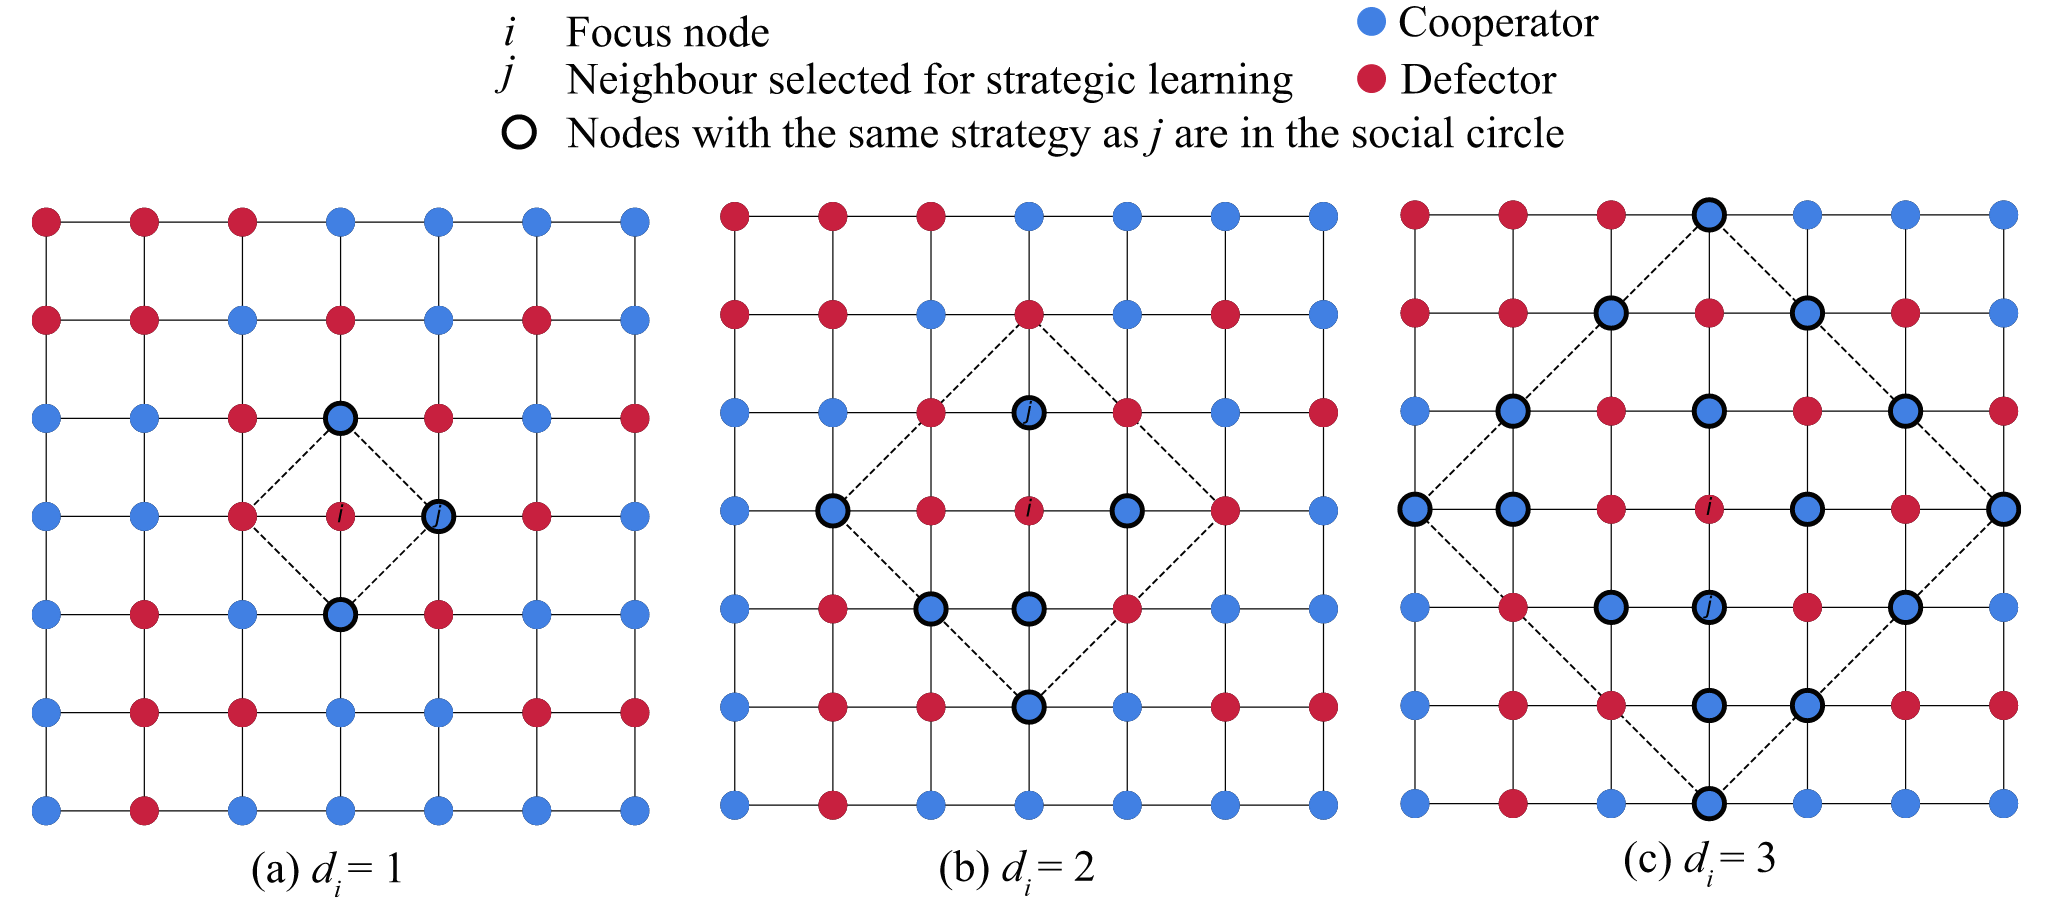 i Focus node
j Neighbour selected for strategic learning
Nodes with the same strategy as j are in the social circle
Cooperator
Defector
i
j
j
i
i
j
(a) d_i = 1
(b) d_i = 2
(c) d_i = 3